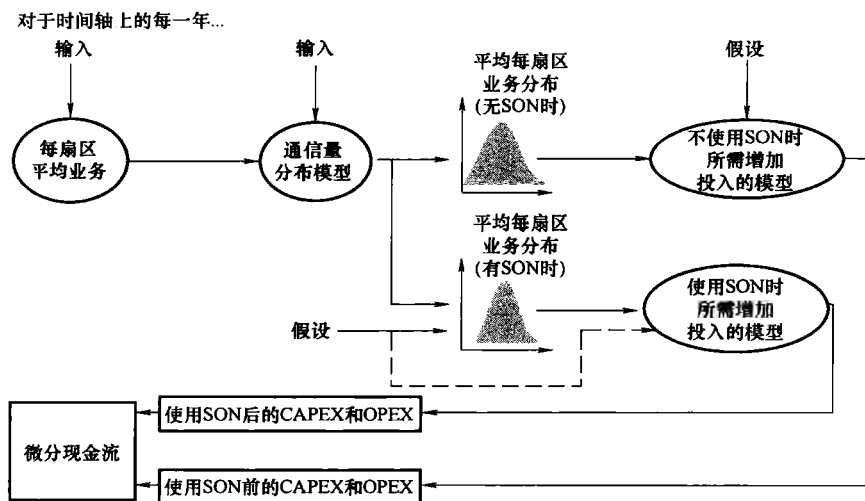 对于时间轴上的每一年...
输入
输入
平均每扇区
业务分布
(无SON时)
假设
每扇区
平均业务
通信量
分布模型
不使用SON时
所需增加
投入的模型
平均每扇区
业务分布
(有SON时)
使用SON时
所需增加
投入的模型
假设
使用SON后的CAPEX和OPEX
微分现金流
使用SON前的CAPEX和OPEX